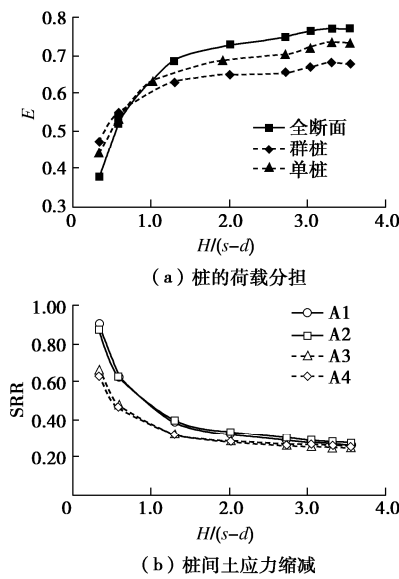 0.8
0.7
0.6
0.5
0.4
0.3
E
全断面
群桩
单桩
0 1.0 2.0 3.0 4.0
H/(s–d)
（a）桩的荷载分担
1.00
0.80
0.60
0.40
0.20
SRR
A1
A2
A3
A4
0 1.0 2.0 3.0 4.0
H/(s–d)
（b）桩间土应力缩减